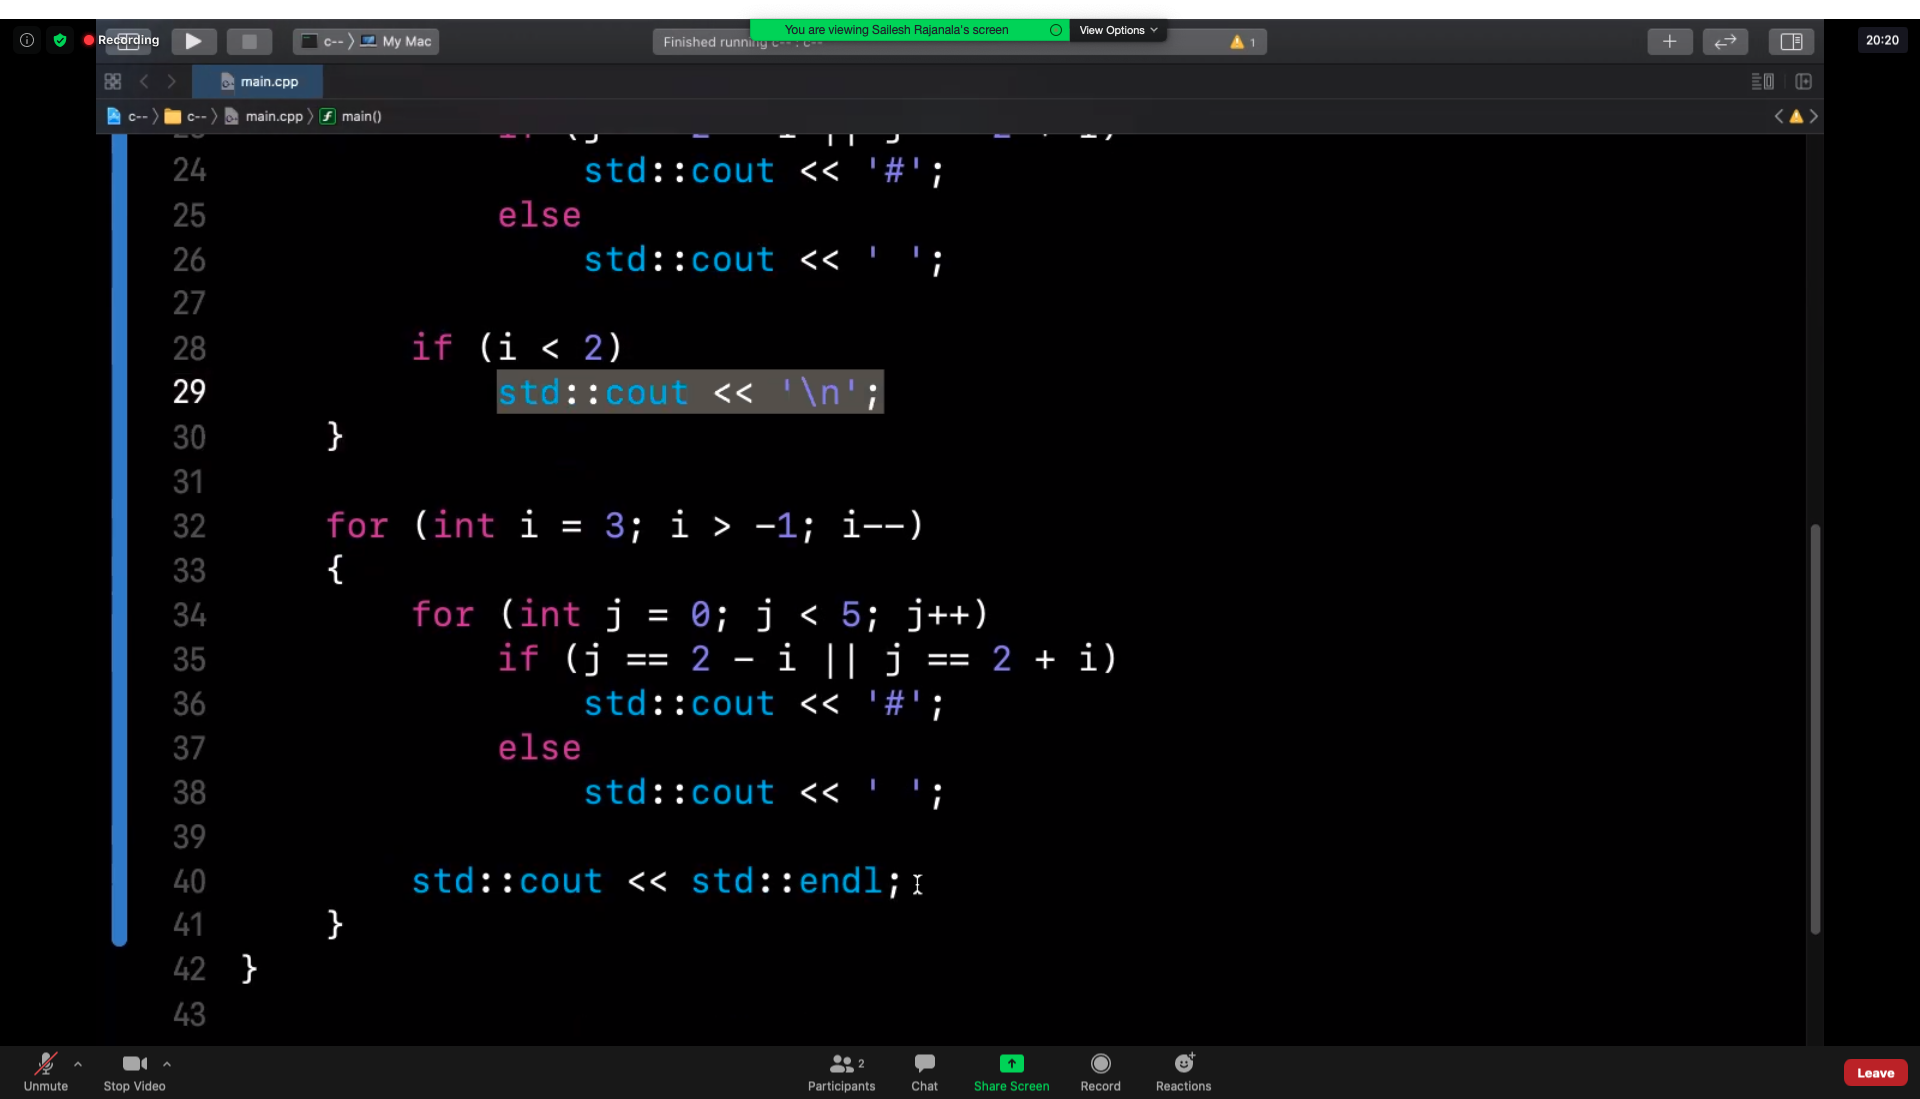 You are viewing Sailesh Rajanala's screen
View Options
Recording
c-- 〉 My Mac
Finished running c-- : c--
1
20:20
main.cpp
c-- 〉 c-- 〉 main.cpp 〉 main()
24 std::cout << '#';
25 else
26 std::cout << ' ';
27
28 if (i < 2)
29 std::cout << '\n';
30 }
31
32 for (int i = 3; i > -1; i--)
33 {
34 for (int j = 0; j < 5; j++)
35 if (j == 2 - i || j == 2 + i)
36 std::cout << '#';
37 else
38 std::cout << ' ';
39
40 std::cout << std::endl;
41 }
42 }
43
Unmute
Stop Video
Participants 2
Chat
Share Screen
Record
Reactions
Leave